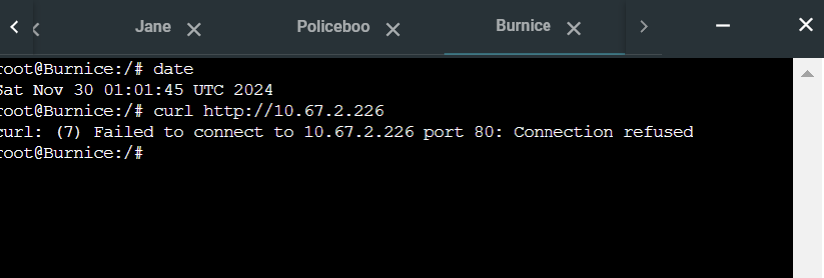 Jane Policeboo Burnice
root@Burnice:/# date
Sat Nov 30 01:01:45 UTC 2024
root@Burnice:/# curl http://10.67.2.226
curl: (7) Failed to connect to 10.67.2.226 port 80: Connection refused
root@Burnice:/#